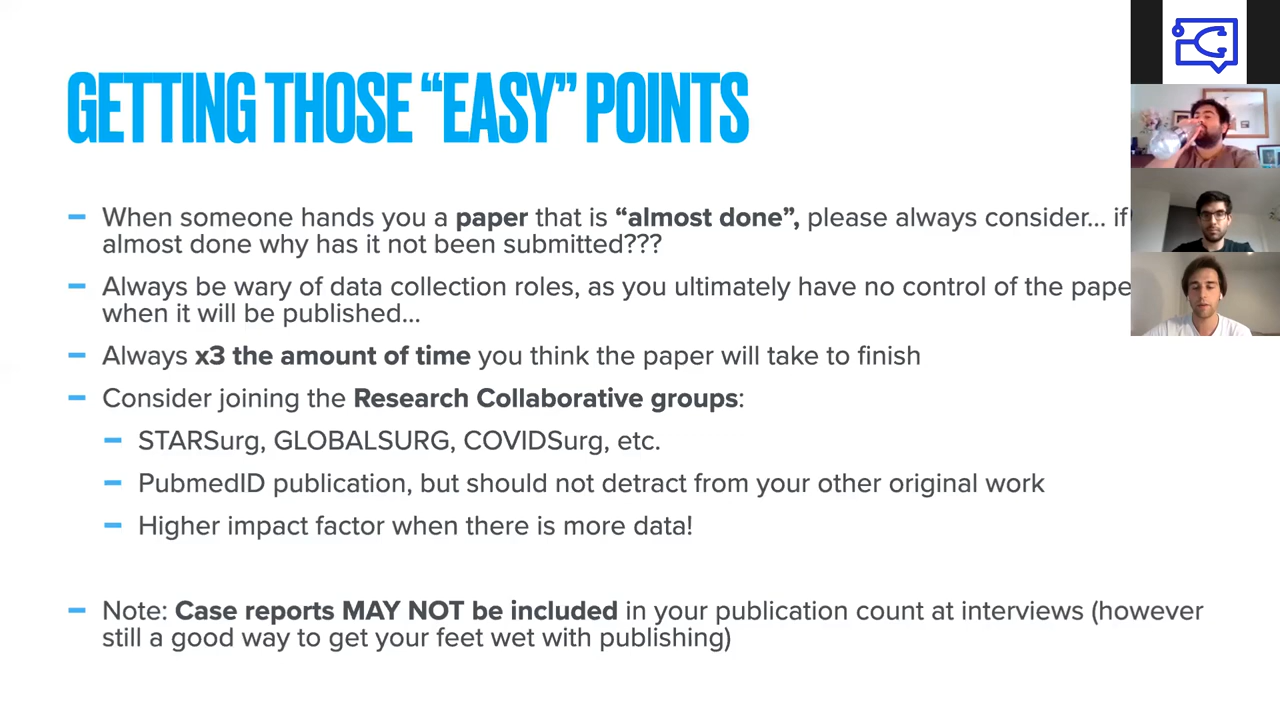 GETTING THOSE “EASY” POINTS
When someone hands you a paper that is “almost done”, please always consider... if
almost done why has it not been submitted???
Always be wary of data collection roles, as you ultimately have no control of the pape
when it will be published...
Always x3 the amount of time you think the paper will take to finish
Consider joining the Research Collaborative groups:
STARSurg, GLOBALSURG, COVIDSurg, etc.
PubmedID publication, but should not detract from your other original work
Higher impact factor when there is more data!
Note: Case reports MAY NOT be included in your publication count at interviews (however
still a good way to get your feet wet with publishing)